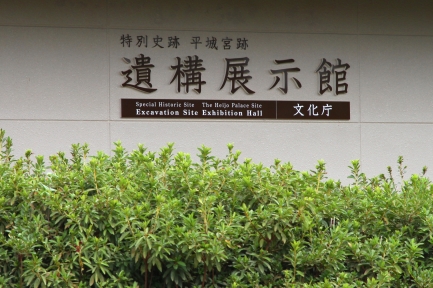 特別史跡 平城宮跡
遺構展示館
Special Historic Site The Heijo Palace Site
Excavation Site Exhibition Hall
文化庁